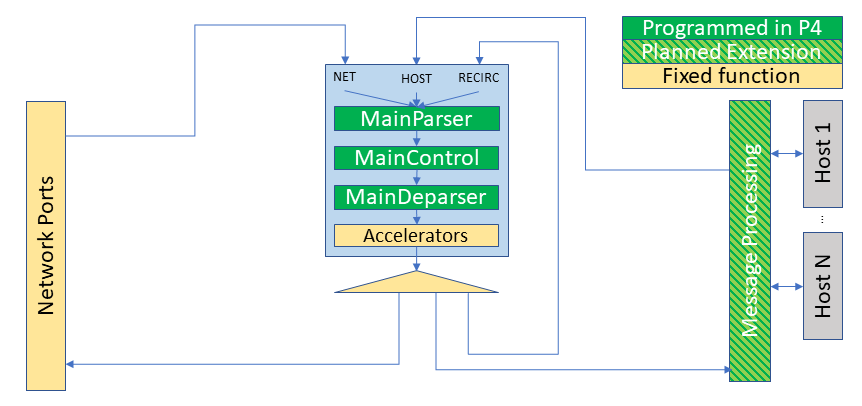 Programmed in P4
Planned Extension
Fixed function
NET
HOST
RECIRC
MainParser
MainControl
MainDeparser
Accelerators
Network Ports
Message Processing
Host 1
...
Host N